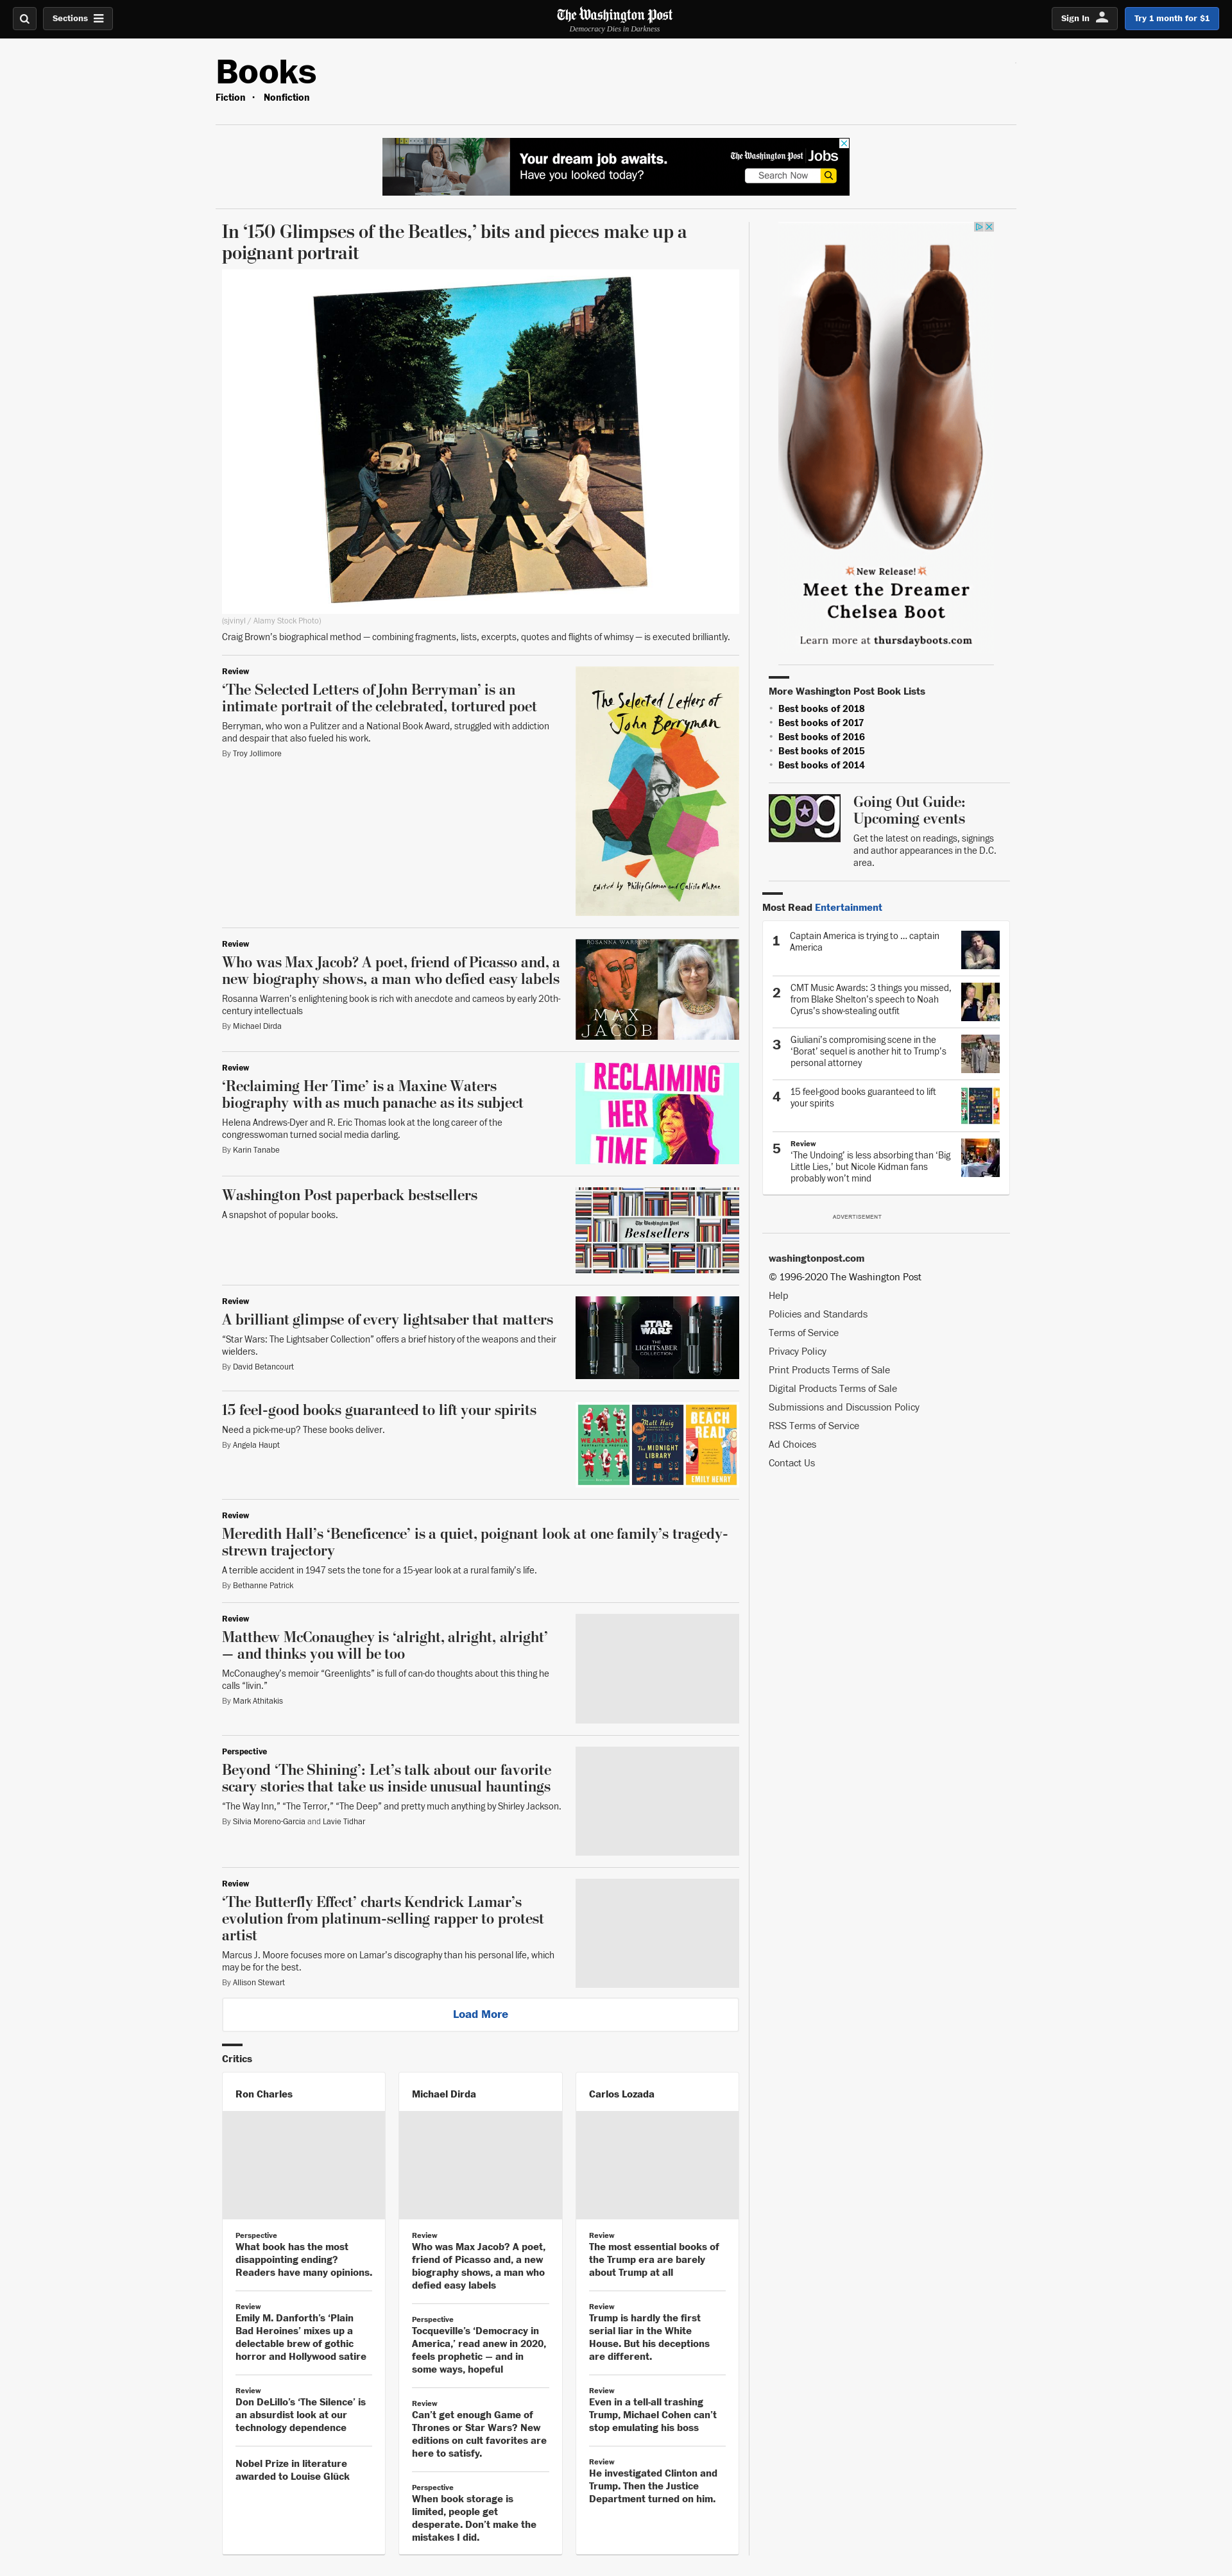 Sections
The Washington Post
Democracy Dies in Darkness
Sign In
Try 1 month for $1
Books
Fiction • Nonfiction
Your dream job awaits.
Have you looked today?
The Washington Post Jobs
Search Now
In ‘150 Glimpses of the Beatles,’ bits and pieces make up a
poignant portrait
(sjvinyl / Alamy Stock Photo)
Craig Brown’s biographical method — combining fragments, lists, excerpts, quotes and flights of whimsy — is executed brilliantly.
Review
‘The Selected Letters of John Berryman’ is an
intimate portrait of the celebrated, tortured poet
Berryman, who won a Pulitzer and a National Book Award, struggled with addiction
and despair that also fueled his work.
By Troy Jollimore
The Selected Letters of
John Berryman
Edited by Philip Coleman and Calista McRae
Review
Who was Max Jacob? A poet, friend of Picasso and, a
new biography shows, a man who defied easy labels
Rosanna Warren’s enlightening book is rich with anecdote and cameos by early 20th-
century intellectuals
By Michael Dirda
ROSANNA WARREN
MAX
JACOB
Review
‘Reclaiming Her Time’ is a Maxine Waters
biography with as much panache as its subject
Helena Andrews-Dyer and R. Eric Thomas look at the long career of the
congresswoman turned social media darling.
By Karin Tanabe
RECLAIMING
HER
TIME
Washington Post paperback bestsellers
A snapshot of popular books.
The Washington Post
Bestsellers
Review
A brilliant glimpse of every lightsaber that matters
“Star Wars: The Lightsaber Collection” offers a brief history of the weapons and their
wielders.
By David Betancourt
STAR
WARS
THE
LIGHTSABER
COLLECTION
15 feel-good books guaranteed to lift your spirits
Need a pick-me-up? These books deliver.
By Angela Haupt
WE ARE SANTA
Matt Haig
THE MIDNIGHT
LIBRARY
BEACH
READ
EMILY HENRY
Review
Meredith Hall’s ‘Beneficence’ is a quiet, poignant look at one family’s tragedy-
strewn trajectory
A terrible accident in 1947 sets the tone for a 15-year look at a rural family’s life.
By Bethanne Patrick
Review
Matthew McConaughey is ‘alright, alright, alright’
— and thinks you will be too
McConaughey’s memoir “Greenlights” is full of can-do thoughts about this thing he
calls “livin.”
By Mark Athitakis
Perspective
Beyond ‘The Shining’: Let’s talk about our favorite
scary stories that take us inside unusual hauntings
“The Way Inn,” “The Terror,” “The Deep” and pretty much anything by Shirley Jackson.
By Silvia Moreno-Garcia and Lavie Tidhar
Review
‘The Butterfly Effect’ charts Kendrick Lamar’s
evolution from platinum-selling rapper to protest
artist
Marcus J. Moore focuses more on Lamar’s discography than his personal life, which
may be for the best.
By Allison Stewart
Load More
Critics
Ron Charles
Perspective
What book has the most
disappointing ending?
Readers have many opinions.
Review
Emily M. Danforth’s ‘Plain
Bad Heroines’ mixes up a
delectable brew of gothic
horror and Hollywood satire
Review
Don DeLillo’s ‘The Silence’ is
an absurdist look at our
technology dependence
Nobel Prize in literature
awarded to Louise Glück
Michael Dirda
Review
Who was Max Jacob? A poet,
friend of Picasso and, a new
biography shows, a man who
defied easy labels
Perspective
Tocqueville’s ‘Democracy in
America,’ read anew in 2020,
feels prophetic — and in
some ways, hopeful
Review
Can’t get enough Game of
Thrones or Star Wars? New
editions on cult favorites are
here to satisfy.
Perspective
When book storage is
limited, people get
desperate. Don’t make the
mistakes I did.
Carlos Lozada
Review
The most essential books of
the Trump era are barely
about Trump at all
Review
Trump is hardly the first
serial liar in the White
House. But his deceptions
are different.
Review
Even in a tell-all trashing
Trump, Michael Cohen can’t
stop emulating his boss
Review
He investigated Clinton and
Trump. Then the Justice
Department turned on him.
New Release!
Meet the Dreamer
Chelsea Boot
Learn more at thursdayboots.com
More Washington Post Book Lists
• Best books of 2018
• Best books of 2017
• Best books of 2016
• Best books of 2015
• Best books of 2014
gog
Going Out Guide:
Upcoming events
Get the latest on readings, signings
and author appearances in the D.C.
area.
Most Read Entertainment
1 Captain America is trying to ... captain
America
2 CMT Music Awards: 3 things you missed,
from Blake Shelton’s speech to Noah
Cyrus’s show-stealing outfit
3 Giuliani’s compromising scene in the
‘Borat’ sequel is another hit to Trump’s
personal attorney
4 15 feel-good books guaranteed to lift
your spirits
5 Review
‘The Undoing’ is less absorbing than ‘Big
Little Lies,’ but Nicole Kidman fans
probably won’t mind
ADVERTISEMENT
washingtonpost.com
© 1996-2020 The Washington Post
Help
Policies and Standards
Terms of Service
Privacy Policy
Print Products Terms of Sale
Digital Products Terms of Sale
Submissions and Discussion Policy
RSS Terms of Service
Ad Choices
Contact Us